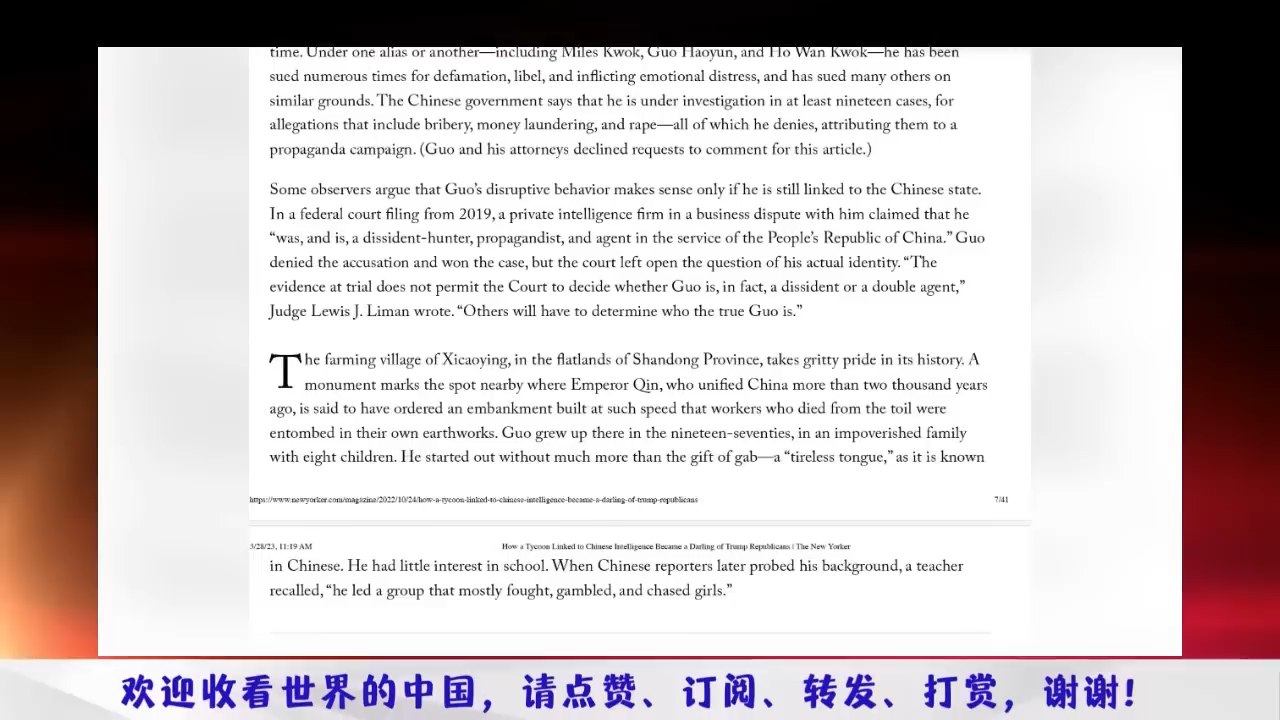 time. Under one alias or another—including Miles Kwok, Guo Haoyun, and Ho Wan Kwok—he has been
sued numerous times for defamation, libel, and inflicting emotional distress, and has sued many others on
similar grounds. The Chinese government says that he is under investigation in at least nineteen cases, for
allegations that include bribery, money laundering, and rape—all of which he denies, attributing them to a
propaganda campaign. (Guo and his attorneys declined requests to comment for this article.)
Some observers argue that Guo’s disruptive behavior makes sense only if he is still linked to the Chinese state.
In a federal court filing from 2019, a private intelligence firm in a business dispute with him claimed that he
“was, and is, a dissident-hunter, propagandist, and agent in the service of the People’s Republic of China.” Guo
denied the accusation and won the case, but the court left open the question of his actual identity. “The
evidence at trial does not permit the Court to decide whether Guo is, in fact, a dissident or a double agent,”
Judge Lewis J. Liman wrote. “Others will have to determine who the true Guo is.”
The farming village of Xicaoying, in the flatlands of Shandong Province, takes gritty pride in its history. A
monument marks the spot nearby where Emperor Qin, who unified China more than two thousand years
ago, is said to have ordered an embankment built at such speed that workers who died from the toil were
entombed in their own earthworks. Guo grew up there in the nineteen-seventies, in an impoverished family
with eight children. He started out without much more than the gift of gab—a “tireless tongue,” as it is known
https://www.newyorker.com/magazine/2022/10/24/how-a-tycoon-linked-to-chinese-intelligence-became-a-darling-of-trump-republicans 7/41
3/28/23, 11:19 AM How a Tycoon Linked to Chinese Intelligence Became a Darling of Trump Republicans | The New Yorker
in Chinese. He had little interest in school. When Chinese reporters later probed his background, a teacher
recalled, “he led a group that mostly fought, gambled, and chased girls.”
欢迎收看世界的中国，请点赞、订阅、转发、打赏，谢谢！